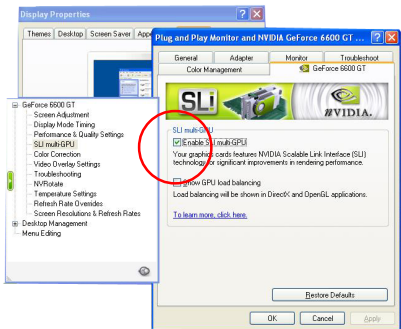 Display Properties
Themes Desktop Screen Saver
Plug and Play Monitor and NVIDIA GeForce 6600 GT ...
General Adapter Monitor Troubleshoot
Color Management GeForce 6600 GT
SLi
NVIDIA.
GeForce 6600 GT
Screen Adjustment
Display Mode Timing
Performance & Quality Settings
SLI multi-GPU
Color Correction
Video Overlay Settings
Troubleshooting
NVRotate
Temperature Settings
Refresh Rate Overrides
Screen Resolutions & Refresh Rates
Desktop Management
Menu Editing
SLI multi-GPU
Enable SLI multi-GPU
Your graphics cards features NVIDIA Scalable Link Interface (SLI)
technology for significant improvements in rendering performance.
Show GPU load balancing
Load balancing will be shown in DirectX and OpenGL applications.
To learn more, click here.
Restore Defaults
OK Cancel Apply